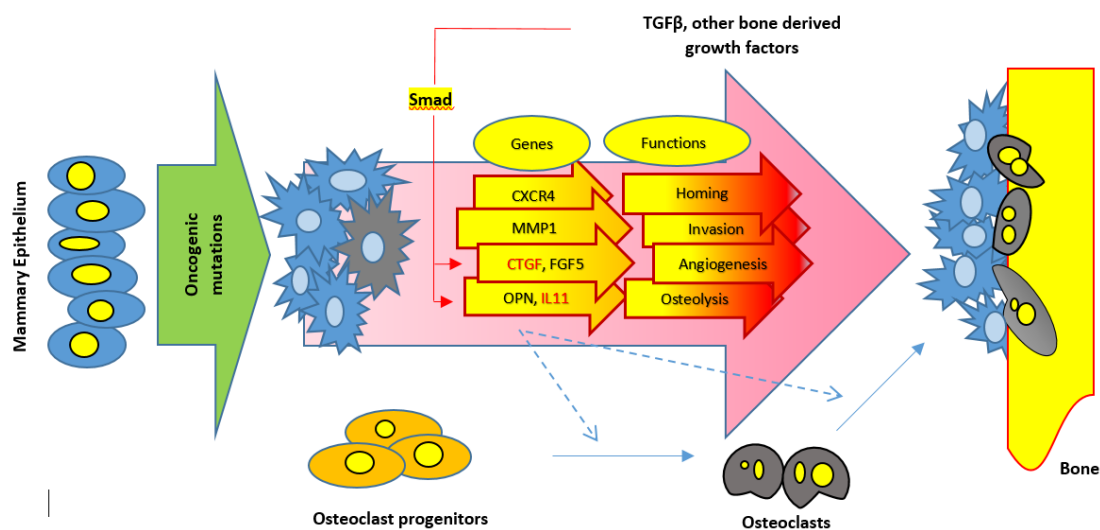 TGFβ, other bone derived
growth factors
Smad
Genes
Functions
CXCR4
Homing
MMP1
Invasion
CTGF, FGF5
Angiogenesis
OPN, IL11
Osteolysis
Mammary Epithelium
Oncogenic
mutations
Bone
Osteoclast progenitors
Osteoclasts